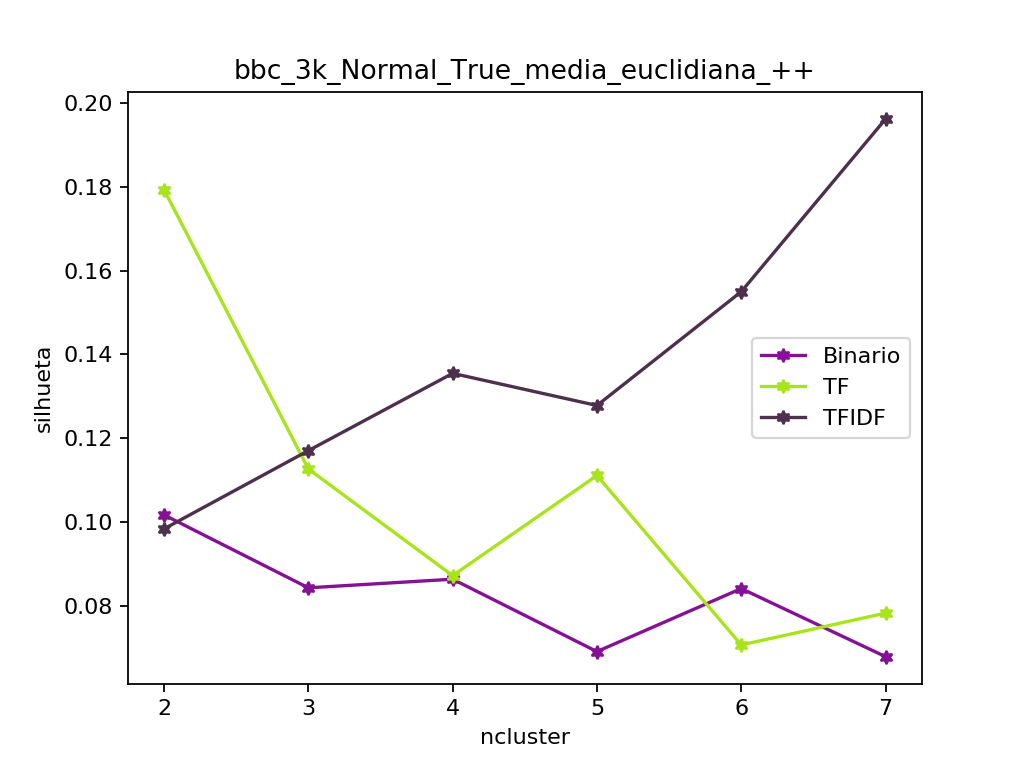 bbc_3k_Normal_True_media_euclidiana_++
0.20
0.18
0.16
0.14
0.12
0.10
0.08
silhueta
Binario
TF
TFIDF
2 3 4 5 6 7
ncluster